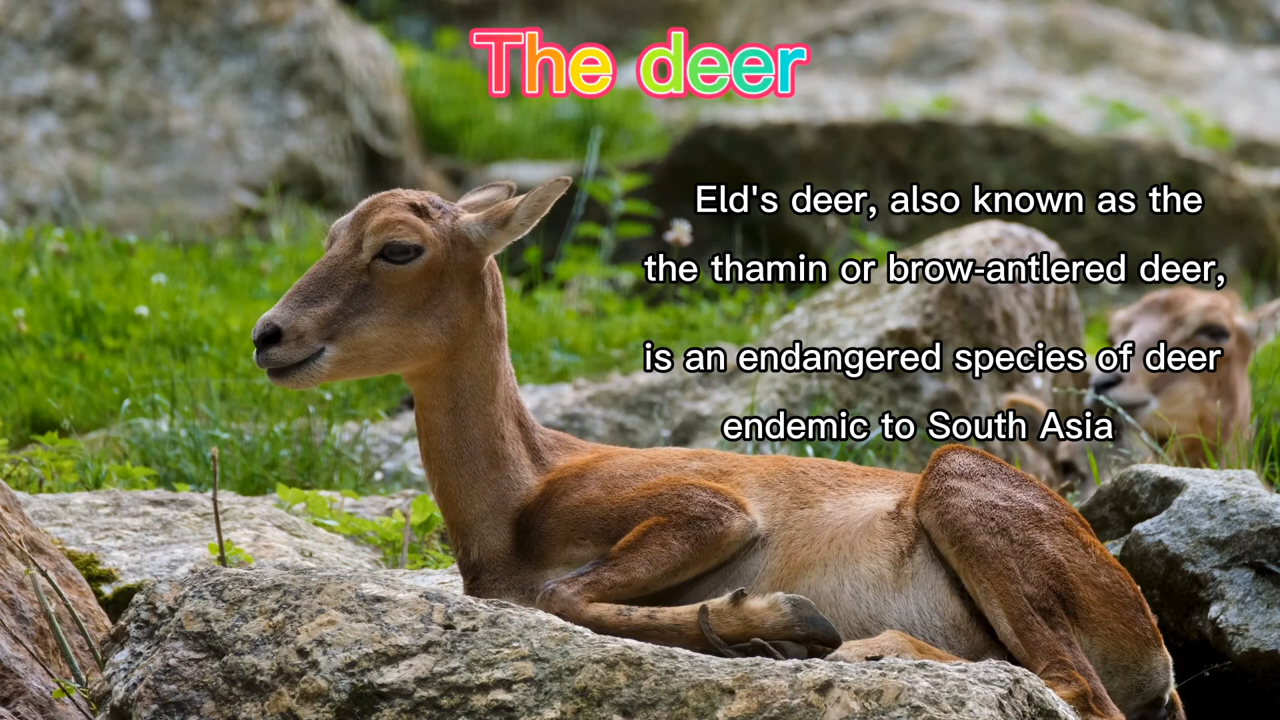 The deer
Eld's deer, also known as the
the thamin or brow-antlered deer,
is an endangered species of deer
endemic to South Asia